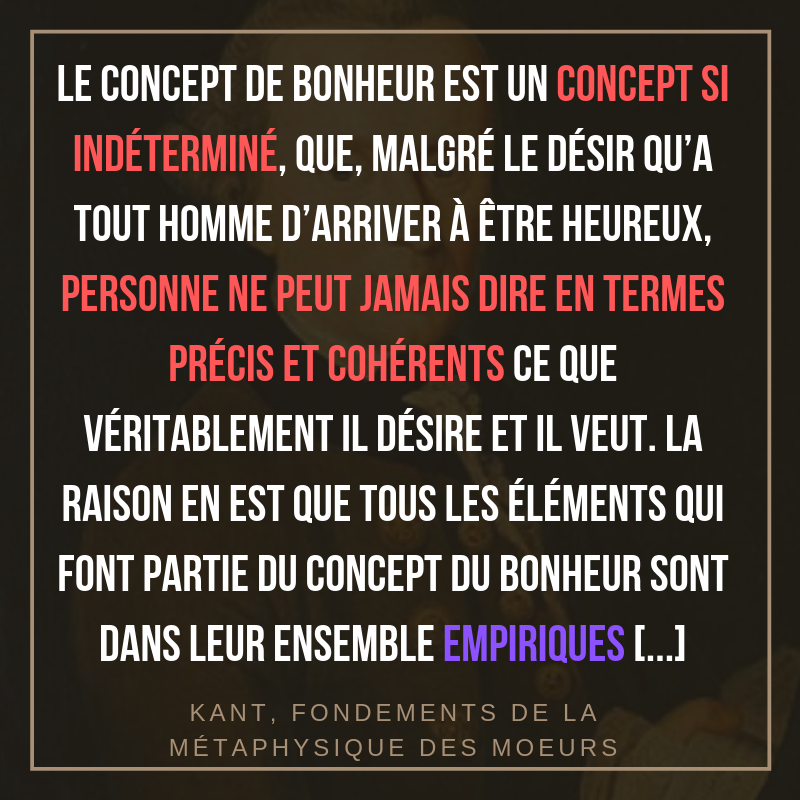 LE CONCEPT DE BONHEUR EST UN CONCEPT SI
INDÉTERMINÉ, QUE, MALGRÉ LE DÉSIR QU'A
TOUT HOMME D'ARRIVER À ÊTRE HEUREUX,
PERSONNE NE PEUT JAMAIS DIRE EN TERMES
PRÉCIS ET COHÉRENTS CE QUE
VÉRITABLEMENT IL DÉSIRE ET IL VEUT. LA
RAISON EN EST QUE TOUS LES ÉLÉMENTS QUI
FONT PARTIE DU CONCEPT DU BONHEUR SONT
DANS LEUR ENSEMBLE EMPIRIQUES [...]
KANT, FONDEMENTS DE LA
MÉTAPHYSIQUE DES MOEURS